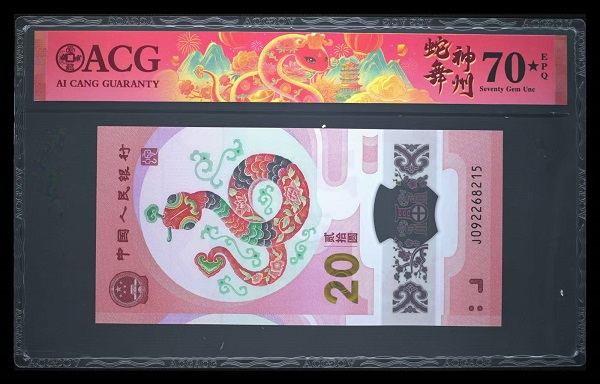 ACG
AI CANG GUARANTY
神州
蛇舞
70★
EPQ
Seventy Gem Unc
中国人民银行
贰拾圆
20
J092268215